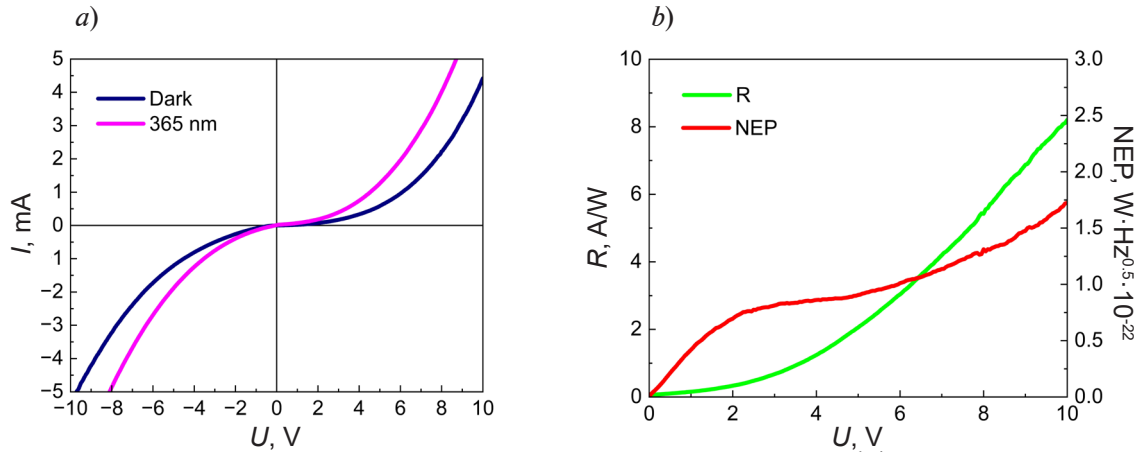 a)
5
4
3
2
1
0
−1
−2
−3
−4
−5
I, mA
Dark
365 nm
−10 −8 −6 −4 −2 0 2 4 6 8 10
U, V
b)
10
8
6
4
2
0
R, A/W
R
NEP
3.0
2.5
2.0
1.5
1.0
0.5
0.0
NEP, W·Hz^0.5·10^-22
0 2 4 6 8 10
U, V